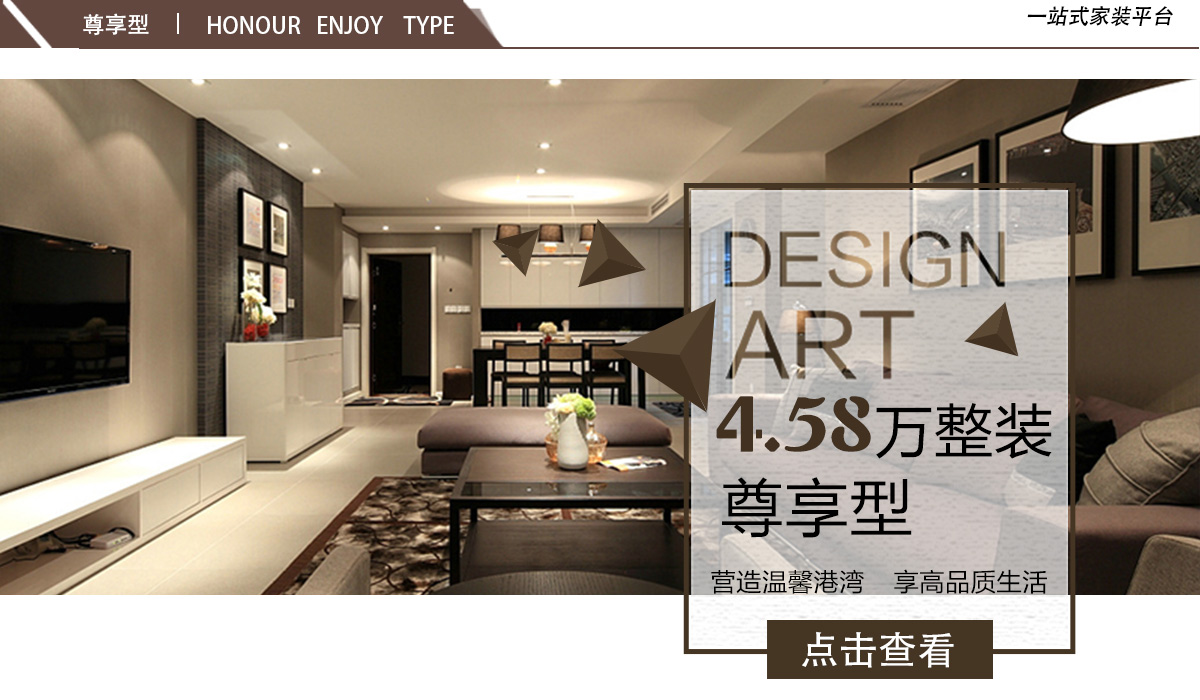 尊享型 | HONOUR ENJOY TYPE
一站式家装平台
DESIGN
ART
4.58万整装
尊享型
营造温馨港湾 享高品质生活
点击查看